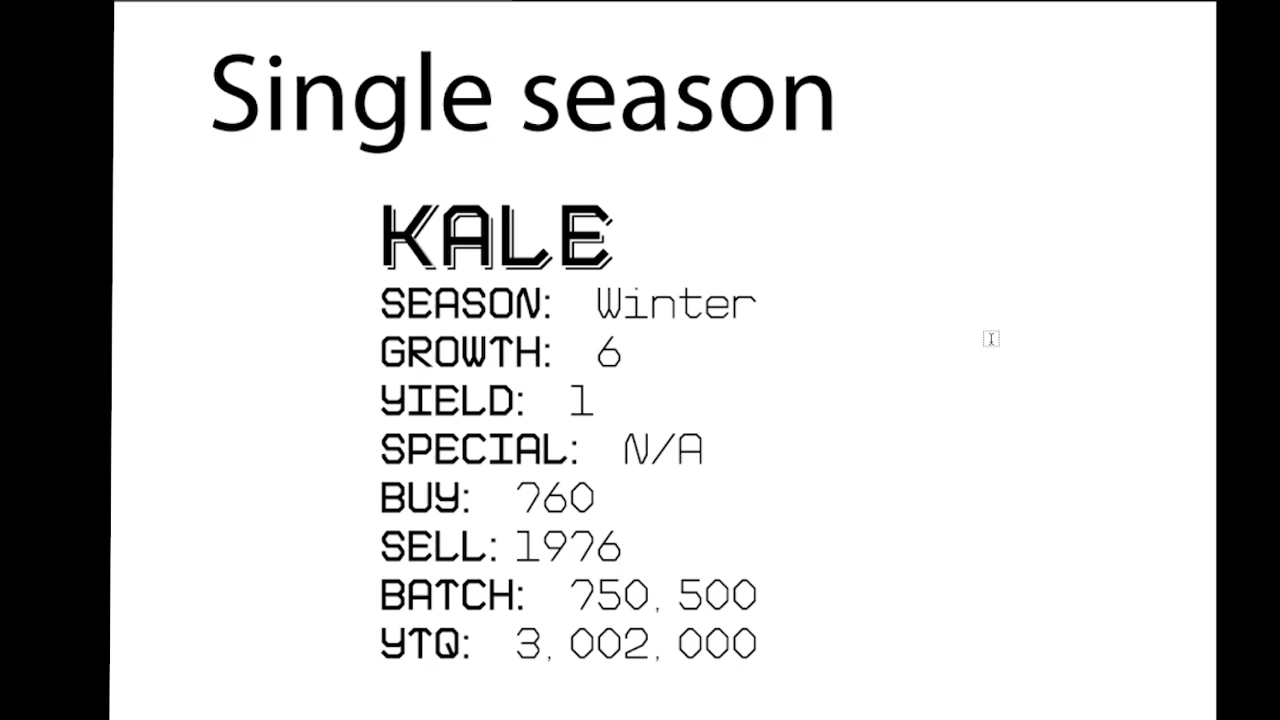 Single season
KALE
SEASON: Winter
GROWTH: 6
YIELD: 1
SPECIAL: N/A
BUY: 760
SELL: 1976
BATCH: 750,500
YTQ: 3,002,000